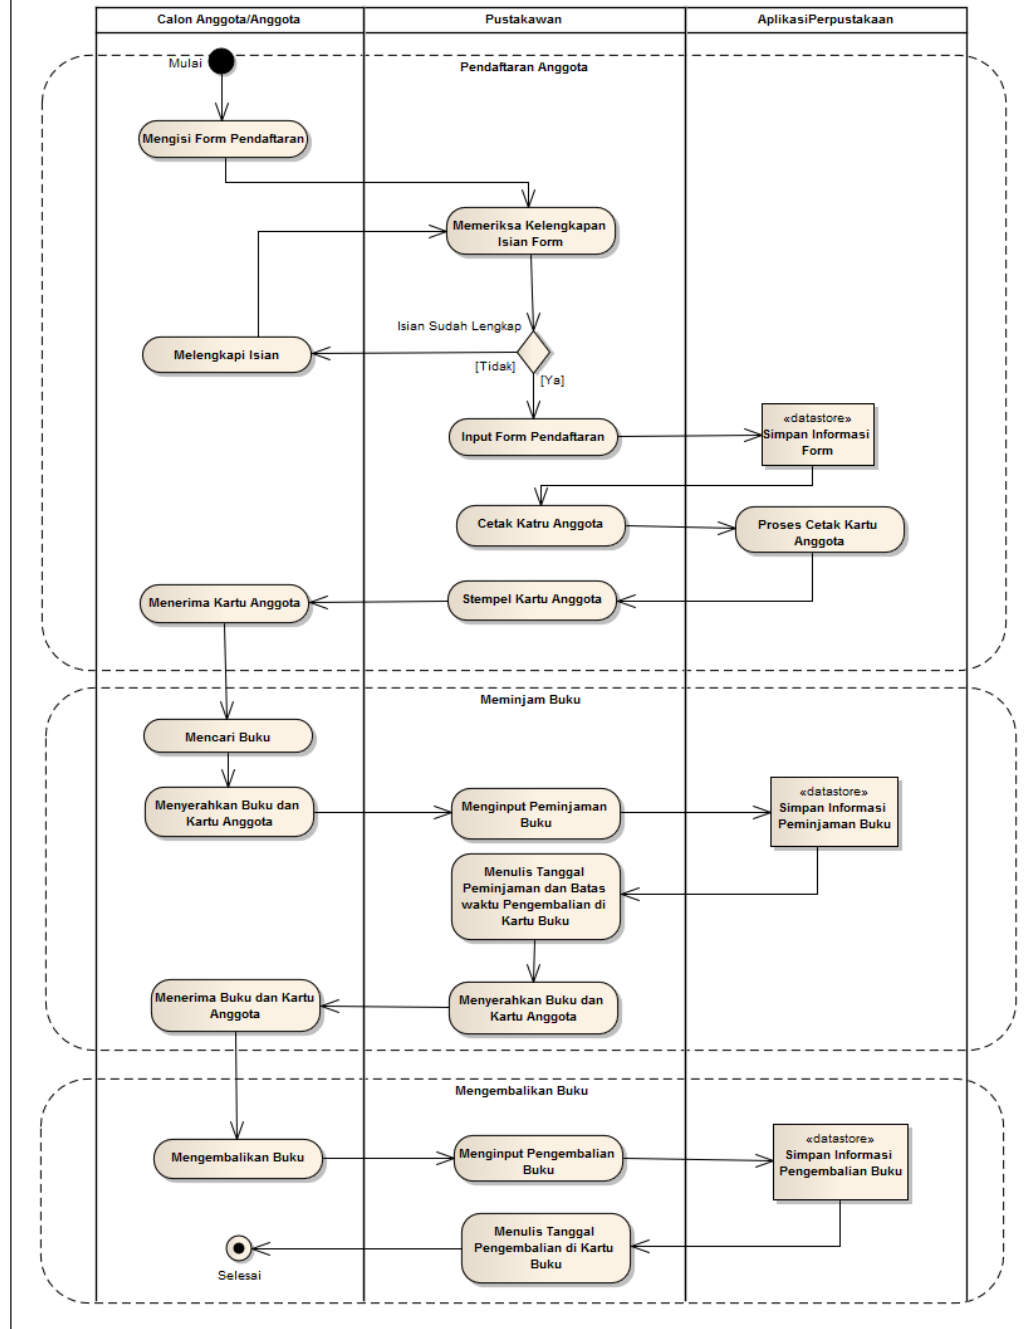 Calon Anggota/Anggota
Pustakawan
AplikasiPerpustakaan
Pendaftaran Anggota
Mulai
Mengisi Form Pendaftaran
Memeriksa Kelengkapan
Isian Form
Isian Sudah Lengkap
Melengkapi Isian
[Tidak]
[Ya]
Input Form Pendaftaran
«datastore»
Simpan Informasi
Form
Cetak Katru Anggota
Proses Cetak Kartu
Anggota
Stempel Kartu Anggota
Menerima Kartu Anggota
Meminjam Buku
Mencari Buku
Menyerahkan Buku dan
Kartu Anggota
Menginput Peminjaman
Buku
«datastore»
Simpan Informasi
Peminjaman Buku
Menulis Tanggal
Peminjaman dan Batas
waktu Pengembalian di
Kartu Buku
Menyerahkan Buku dan
Kartu Anggota
Menerima Buku dan Kartu
Anggota
Mengembalikan Buku
Mengembalikan Buku
Menginput Pengembalian
Buku
«datastore»
Simpan Informasi
Pengembalian Buku
Menulis Tanggal
Pengembalian di Kartu
Buku
Selesai